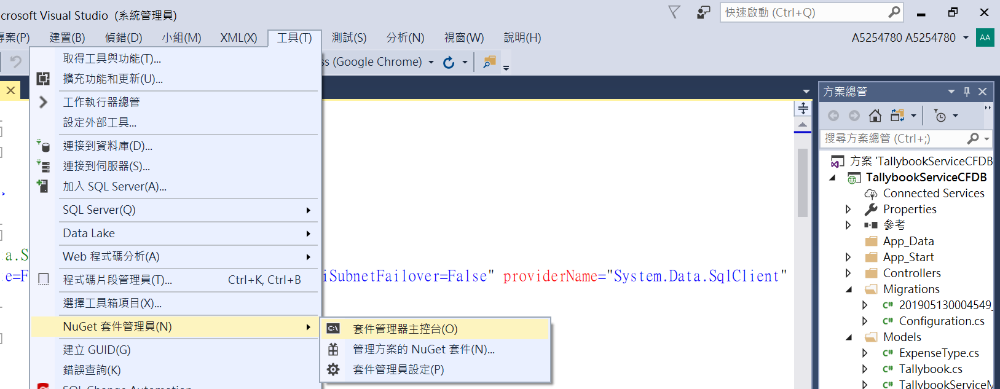 crosoft Visual Studio (系統管理員)
快速啟動 (Ctrl+Q)
專案(P) 建置(B) 偵錯(D) 小組(M) XML(X) 工具(T) 測試(S) 分析(N) 視窗(W) 說明(H)
A5254780 A5254780 AA
ss (Google Chrome)
取得工具與功能(T)...
擴充功能和更新(U)...
工作執行器總管
設定外部工具...
連接到資料庫(D)...
連接到伺服器(S)...
加入 SQL Server(A)...
SQL Server(Q)
Data Lake
Web 程式碼分析(A)
程式碼片段管理員(T)... Ctrl+K, Ctrl+B
選擇工具箱項目(X)...
NuGet 套件管理員(N)
建立 GUID(G)
錯誤查詢(K)
SQL Change Automation
套件管理器主控台(O)
管理方案的 NuGet 套件(N)...
套件管理員設定(P)
a.S
e=F
iSubnetFailover=False" providerName="System.Data.SqlClient"
方案總管
搜尋方案總管 (Ctrl+;)
方案 'TallybookServiceCFDB
TallybookServiceCFDB
Connected Services
Properties
參考
App_Data
App_Start
Controllers
Migrations
C# 201905130004549_
C# Configuration.cs
Models
C# ExpenseType.cs
C# Tallybook.cs
C# TallybookServiceM